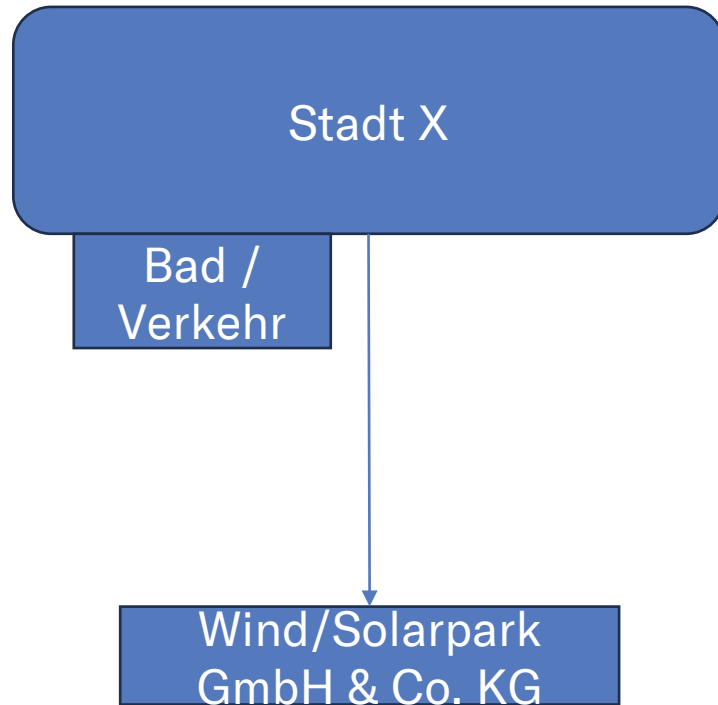 Stadt X
Bad /
Verkehr
Wind/Solarpark
GmbH & Co. KG